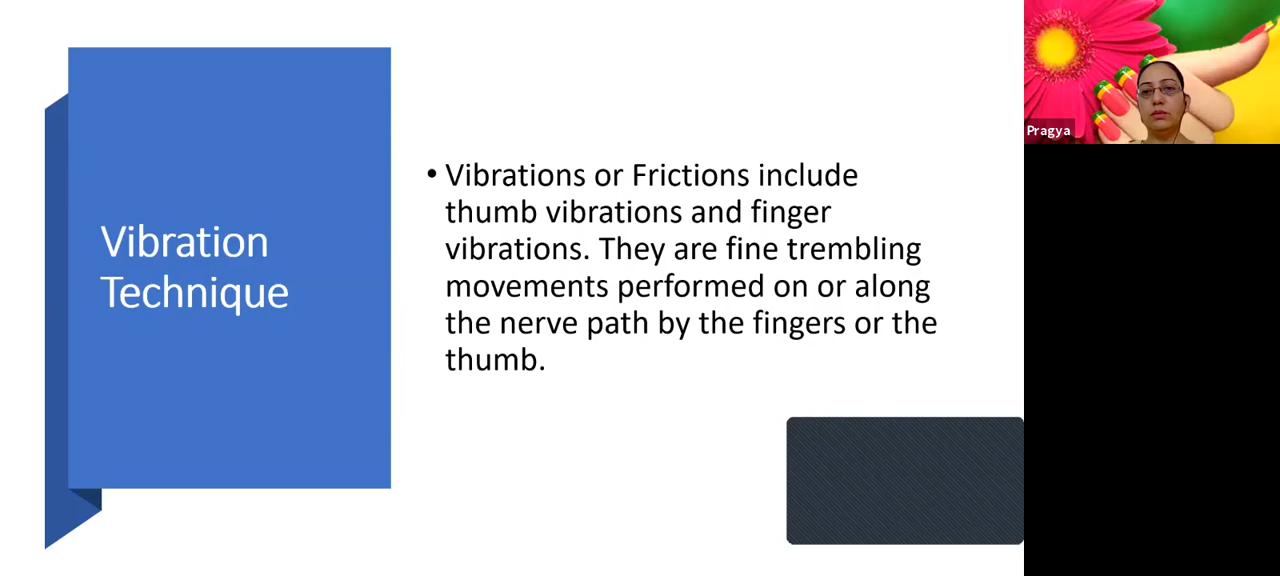 Vibration
Technique
• Vibrations or Frictions include
thumb vibrations and finger
vibrations. They are fine trembling
movements performed on or along
the nerve path by the fingers or the
thumb.
Pragya